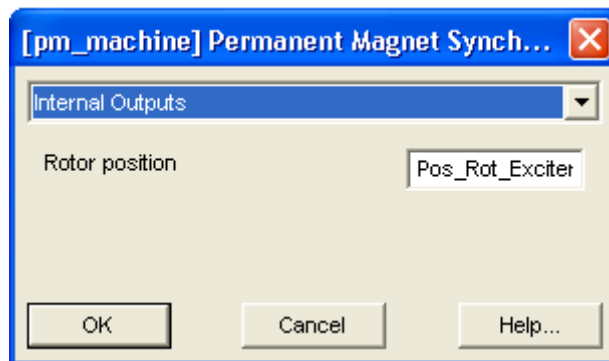 [pm_machine] Permanent Magnet Synch...
Internal Outputs
Rotor position Pos_Rot_Exciter
OK Cancel Help...